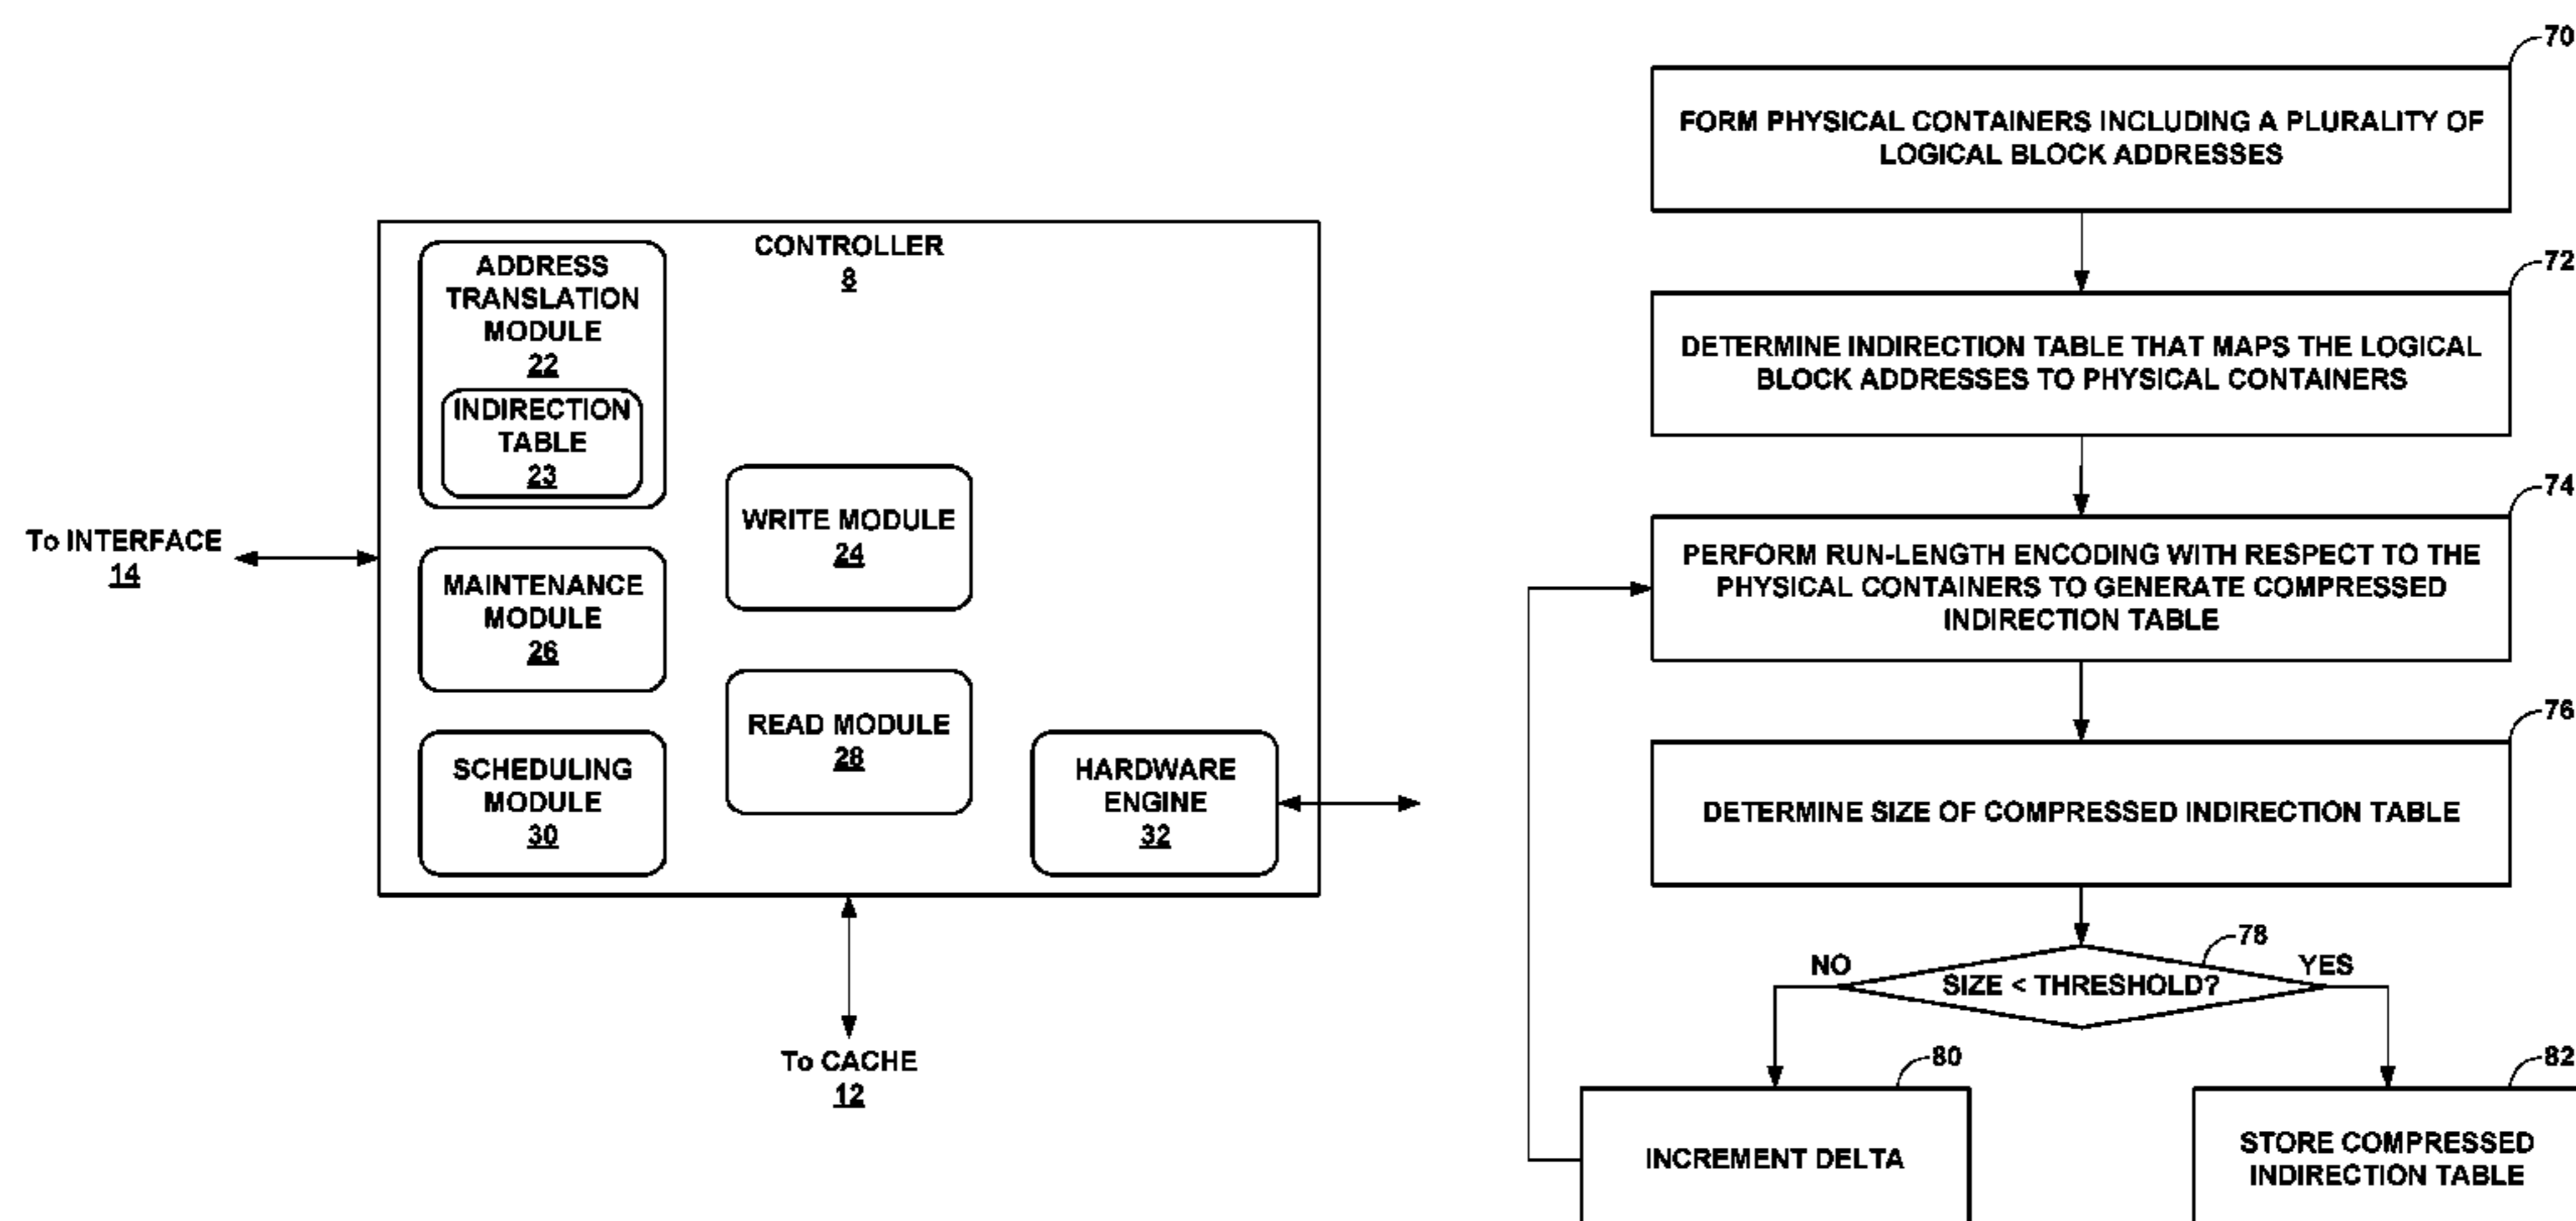 CONTROLLER
8
ADDRESS
TRANSLATION
MODULE
22
INDIRECTION
TABLE
23
To INTERFACE
14
WRITE MODULE
24
MAINTENANCE
MODULE
26
READ MODULE
28
SCHEDULING
MODULE
30
HARDWARE
ENGINE
32
To CACHE
12
70
FORM PHYSICAL CONTAINERS INCLUDING A PLURALITY OF
LOGICAL BLOCK ADDRESSES
72
DETERMINE INDIRECTION TABLE THAT MAPS THE LOGICAL
BLOCK ADDRESSES TO PHYSICAL CONTAINERS
74
PERFORM RUN-LENGTH ENCODING WITH RESPECT TO THE
PHYSICAL CONTAINERS TO GENERATE COMPRESSED
INDIRECTION TABLE
76
DETERMINE SIZE OF COMPRESSED INDIRECTION TABLE
78
NO
SIZE < THRESHOLD?
YES
80
INCREMENT DELTA
82
STORE COMPRESSED
INDIRECTION TABLE